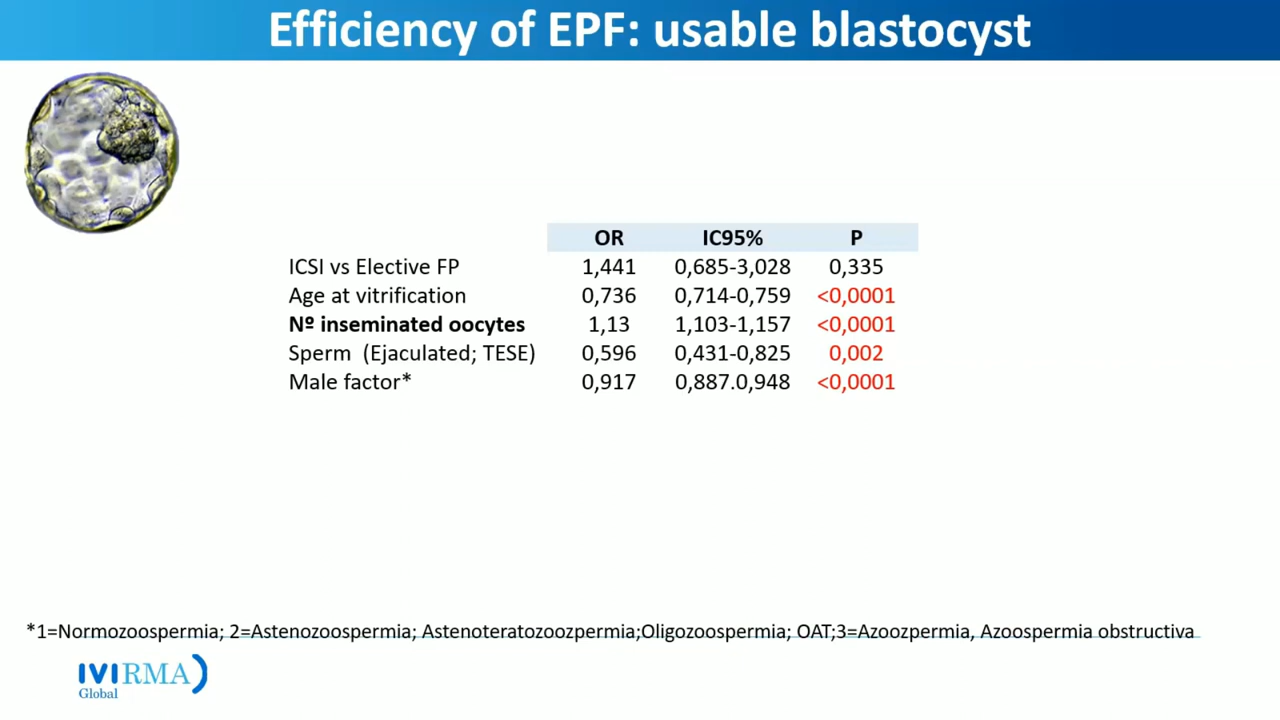 Efficiency of EPF: usable blastocyst
OR IC95% P
ICSI vs Elective FP 1,441 0,685-3,028 0,335
Age at vitrification 0,736 0,714-0,759 <0,0001
Nº inseminated oocytes 1,13 1,103-1,157 <0,0001
Sperm (Ejaculated; TESE) 0,596 0,431-0,825 0,002
Male factor* 0,917 0,887.0,948 <0,0001
*1=Normozoospermia; 2=Astenozoospermia; Astenoteratozoozpermia;Oligozoospermia; OAT;3=Azoozpermia, Azoospermia obstructiva
IVIRMA
Global